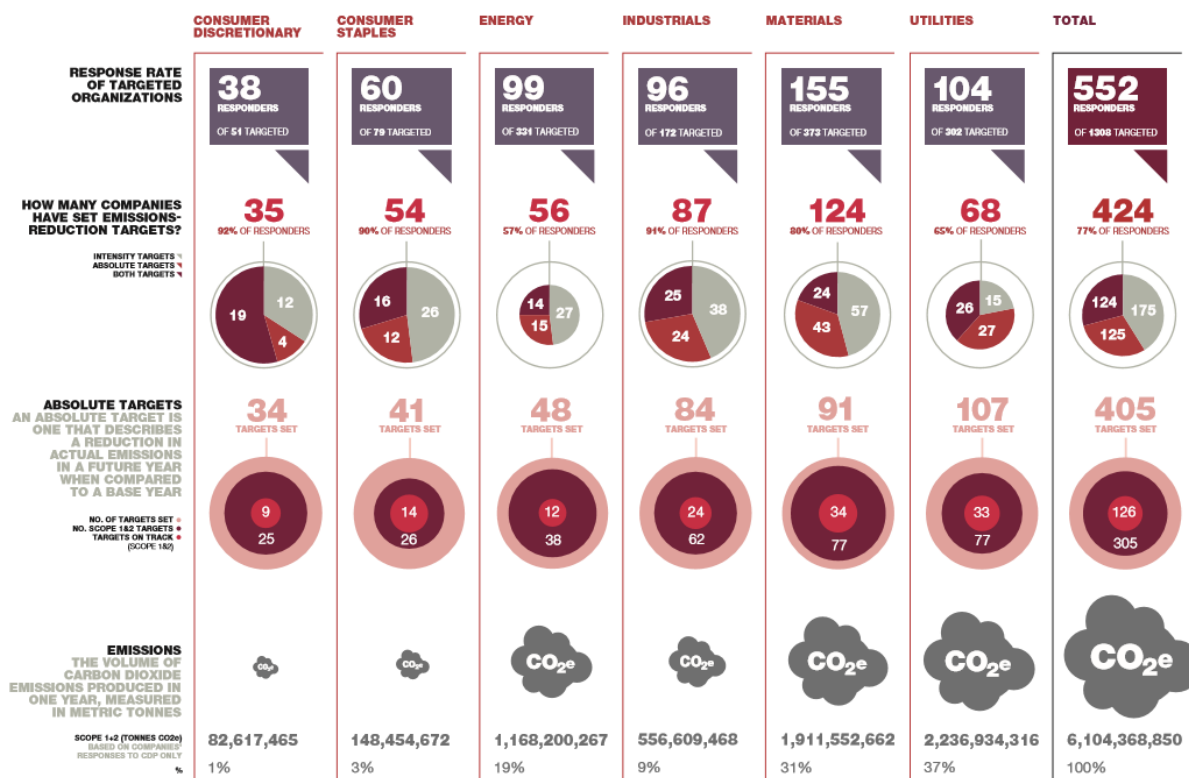 CONSUMER DISCRETIONARY
CONSUMER STAPLES
ENERGY
INDUSTRIALS
MATERIALS
UTILITIES
TOTAL
RESPONSE RATE
OF TARGETED
ORGANIZATIONS
38
RESPONDERS
OF 51 TARGETED
60
RESPONDERS
OF 79 TARGETED
99
RESPONDERS
OF 331 TARGETED
96
RESPONDERS
OF 172 TARGETED
155
RESPONDERS
OF 373 TARGETED
104
RESPONDERS
OF 302 TARGETED
552
RESPONDERS
OF 1308 TARGETED
HOW MANY COMPANIES
HAVE SET EMISSIONS-
REDUCTION TARGETS?
35
92% OF RESPONDERS
54
90% OF RESPONDERS
56
57% OF RESPONDERS
87
91% OF RESPONDERS
124
80% OF RESPONDERS
68
65% OF RESPONDERS
424
77% OF RESPONDERS
INTENSITY TARGETS
ABSOLUTE TARGETS
BOTH TARGETS
19
12
4
16
26
12
14
27
15
25
38
24
24
57
43
26
15
27
124
175
125
ABSOLUTE TARGETS
AN ABSOLUTE TARGET IS
ONE THAT DESCRIBES
A REDUCTION IN
ACTUAL EMISSIONS
IN A FUTURE YEAR
WHEN COMPARED
TO A BASE YEAR
34
TARGETS SET
41
TARGETS SET
48
TARGETS SET
84
TARGETS SET
91
TARGETS SET
107
TARGETS SET
405
TARGETS SET
NO. OF TARGETS SET
NO. SCOPE 1&2 TARGETS
TARGETS ON TRACK
(SCOPE 1&2)
9
25
14
26
12
38
24
62
34
77
33
77
126
305
EMISSIONS
THE VOLUME OF
CARBON DIOXIDE
EMISSIONS PRODUCED IN
ONE YEAR, MEASURED
IN METRIC TONNES
CO2e
CO2e
CO2e
CO2e
CO2e
CO2e
CO2e
SCOPE 1+2 (TONNES CO2e)
BASED ON COMPANIES'
RESPONSES TO CDP ONLY
82,617,465
148,454,672
1,168,200,267
556,609,468
1,911,552,662
2,236,934,316
6,104,368,850
%
1%
3%
19%
9%
31%
37%
100%